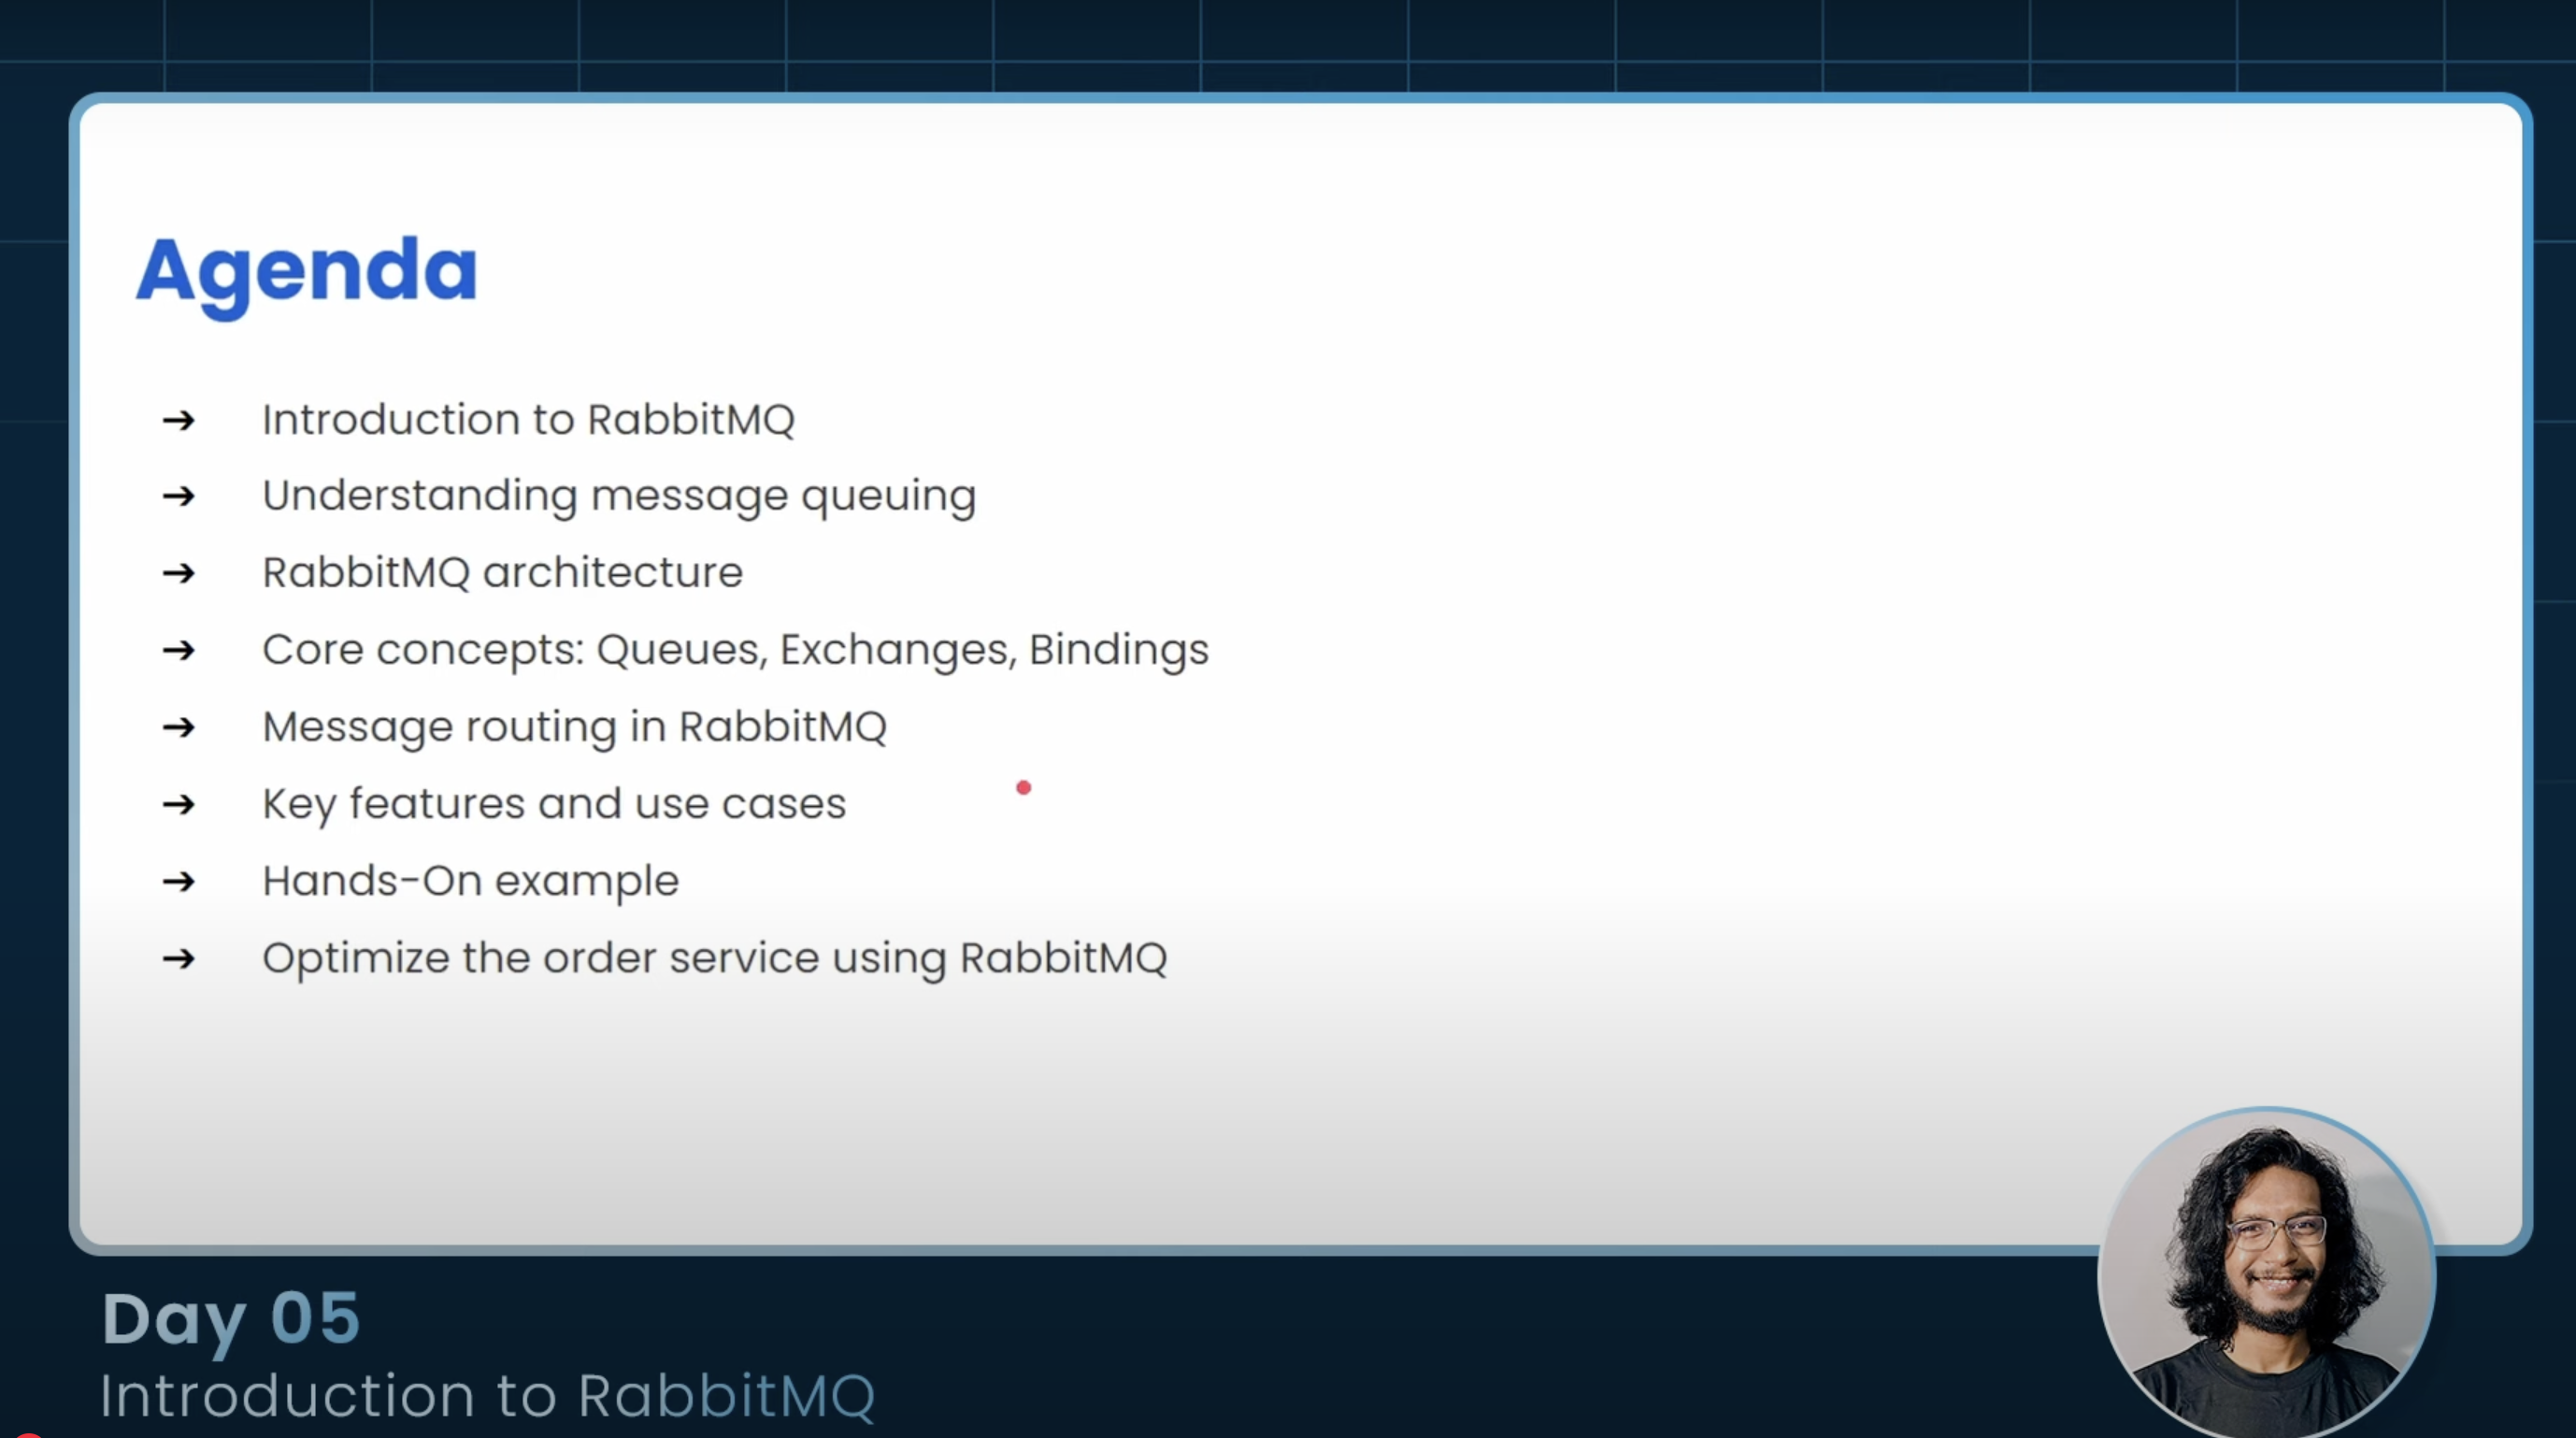 Agenda
➔ Introduction to RabbitMQ
➔ Understanding message queuing
➔ RabbitMQ architecture
➔ Core concepts: Queues, Exchanges, Bindings
➔ Message routing in RabbitMQ
➔ Key features and use cases
➔ Hands-On example
➔ Optimize the order service using RabbitMQ
Day 05
Introduction to RabbitMQ